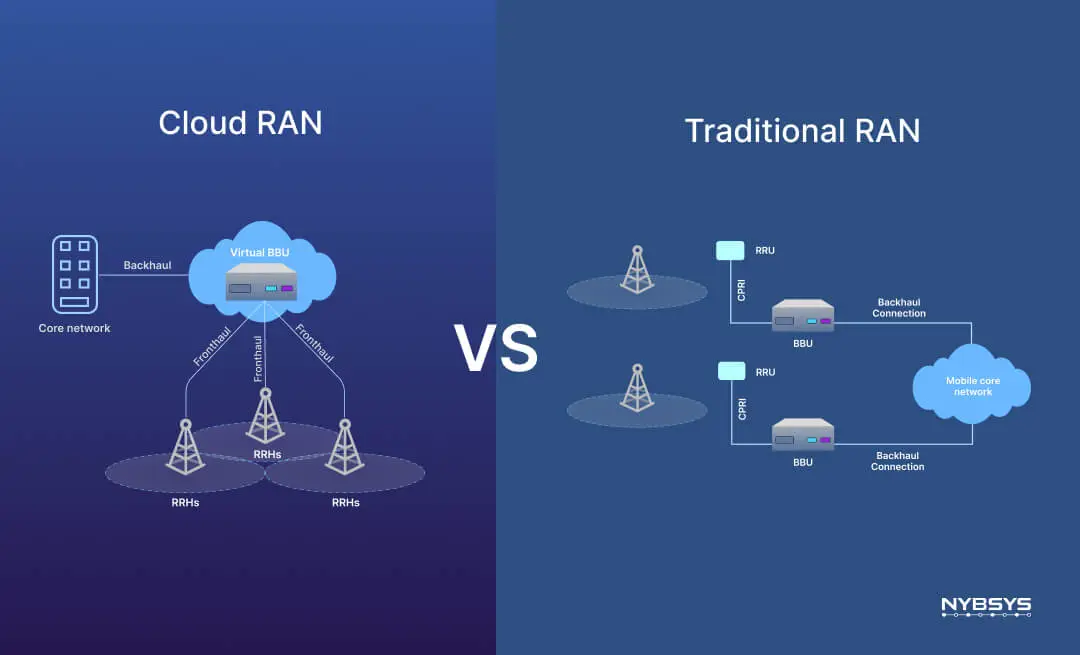 Cloud RAN
Virtual BBU
Backhaul
Core network
Fronthaul
Fronthaul
Fronthaul
RRHs
RRHs
RRHs
VS
Traditional RAN
RRU
CPRI
BBU
Backhaul
Connection
Mobile core
network
RRU
CPRI
BBU
Backhaul
Connection
NYBSYS